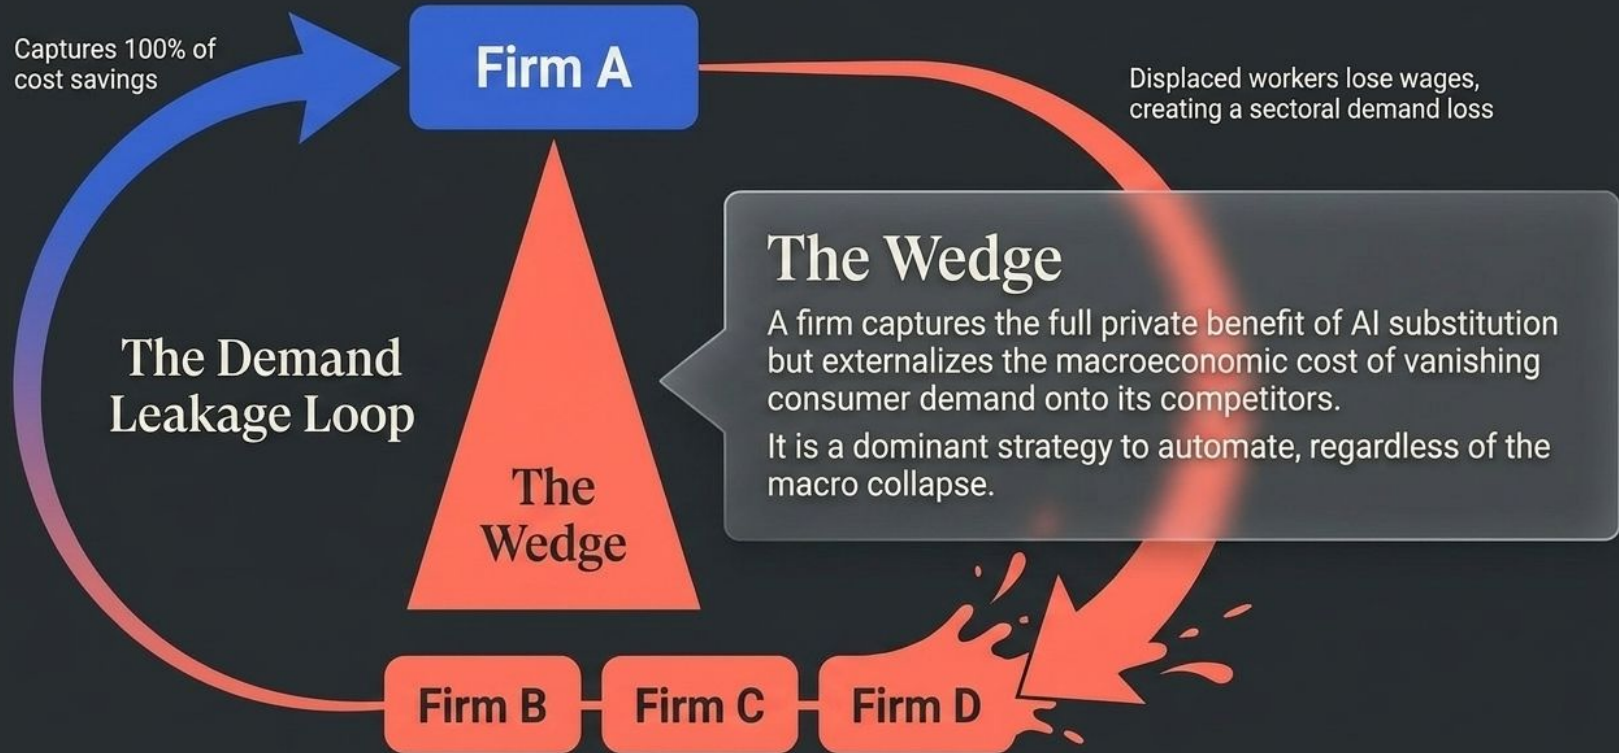 Captures 100% of
cost savings
Firm A
Displaced workers lose wages,
creating a sectoral demand loss
The Demand
Leakage Loop
The
Wedge
The Wedge
A firm captures the full private benefit of AI substitution
but externalizes the macroeconomic cost of vanishing
consumer demand onto its competitors.
It is a dominant strategy to automate, regardless of the
macro collapse.
Firm B
Firm C
Firm D